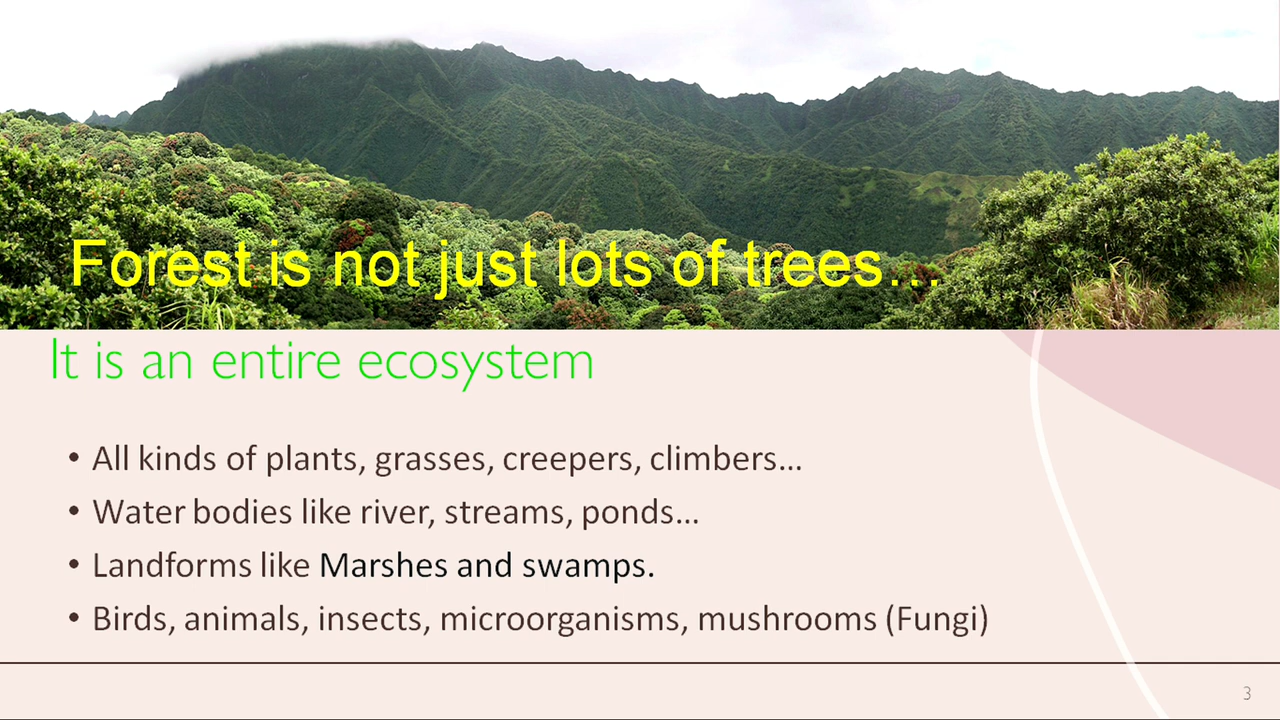 Forest is not just lots of trees...
It is an entire ecosystem
• All kinds of plants, grasses, creepers, climbers...
• Water bodies like river, streams, ponds...
• Landforms like Marshes and swamps.
• Birds, animals, insects, microorganisms, mushrooms (Fungi)
3